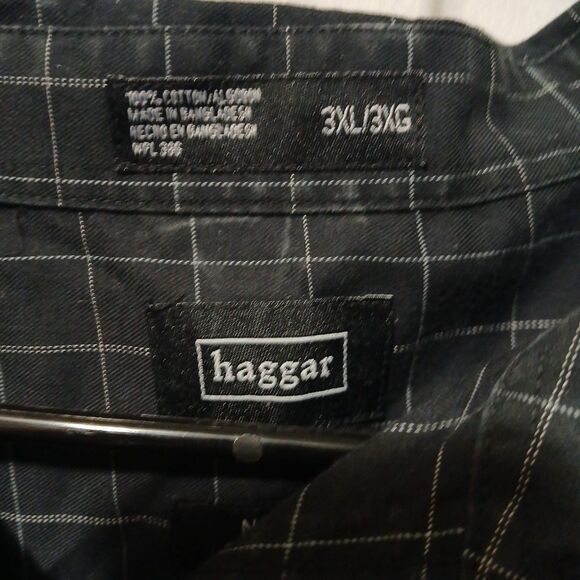 100% COTTON/ALGODON
MADE IN BANGLADESH
HECHO EN BANGLADESH
WPL 386
3XL/3XG
haggar
N